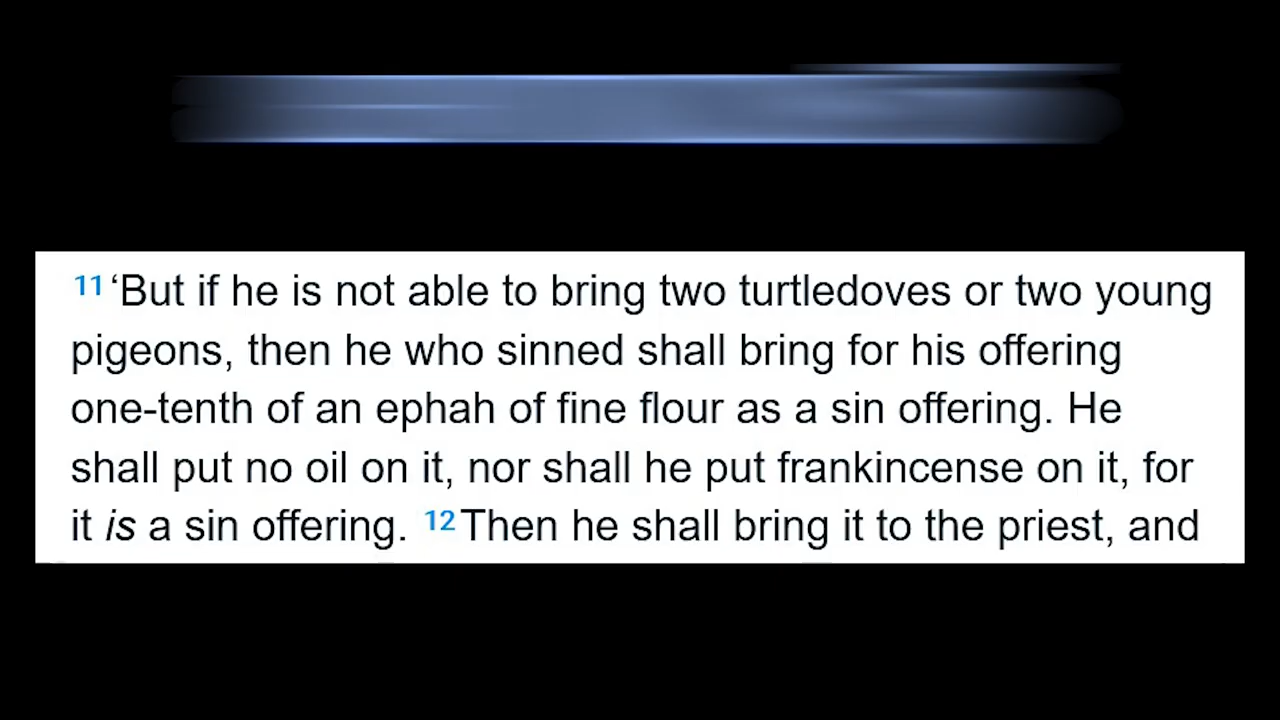 11 ‘But if he is not able to bring two turtledoves or two young
pigeons, then he who sinned shall bring for his offering
one-tenth of an ephah of fine flour as a sin offering. He
shall put no oil on it, nor shall he put frankincense on it, for
it is a sin offering. 12 Then he shall bring it to the priest, and